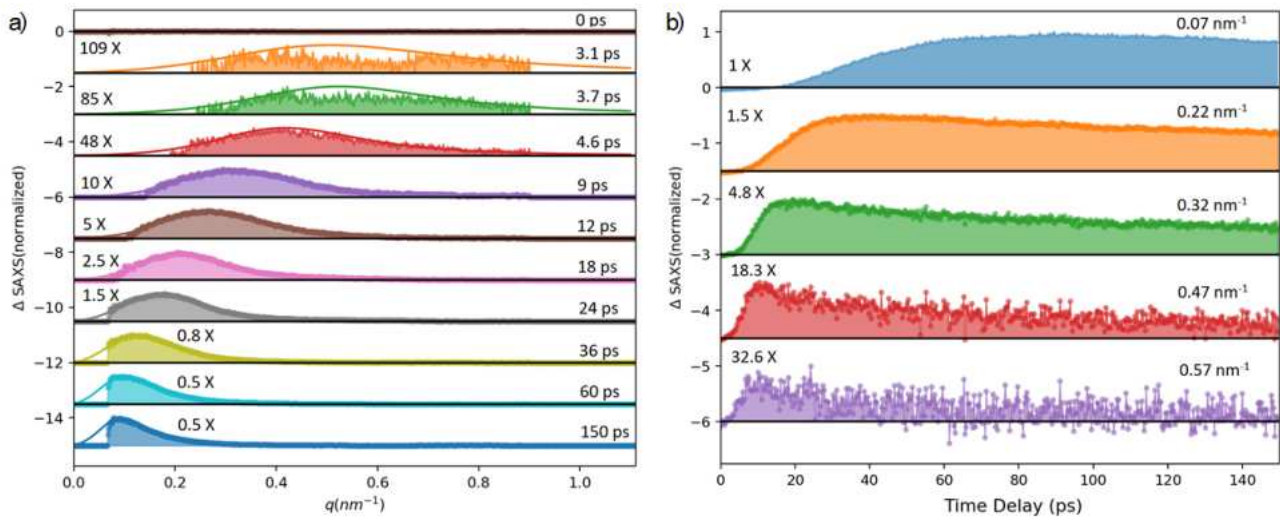 a)
0
−2
−4
−6
−8
−10
−12
−14
Δ SAXS(normalized)
0 ps
109 X
3.1 ps
85 X
3.7 ps
48 X
4.6 ps
10 X
9 ps
5 X
12 ps
2.5 X
18 ps
1.5 X
24 ps
0.8 X
36 ps
0.5 X
60 ps
0.5 X
150 ps
0.0 0.2 0.4 0.6 0.8 1.0
q(nm⁻¹)
b)
1
0
−1
−2
−3
−4
−5
−6
Δ SAXS(normalized)
0.07 nm⁻¹
1 X
0.22 nm⁻¹
1.5 X
0.32 nm⁻¹
4.8 X
18.3 X
0.47 nm⁻¹
32.6 X
0.57 nm⁻¹
0 20 40 60 80 100 120 140
Time Delay (ps)